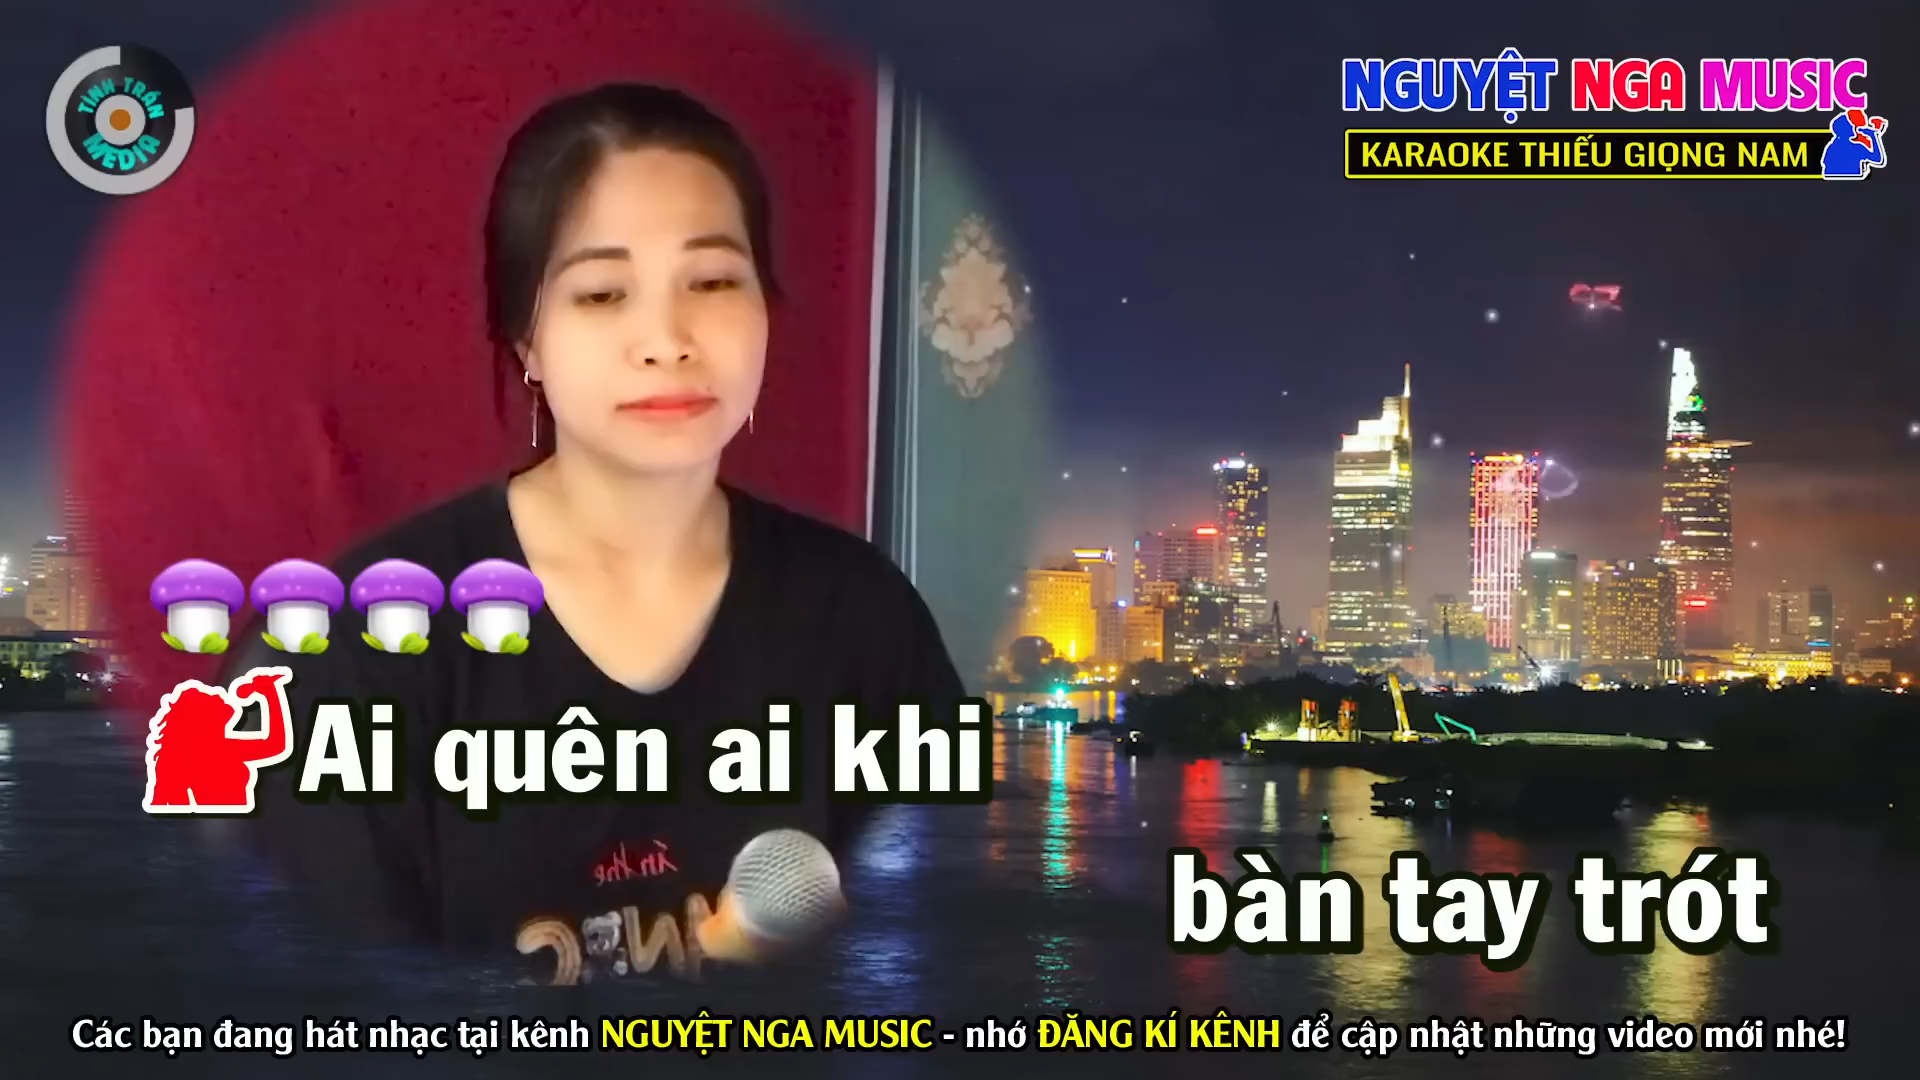 TÌNH TRẦN
MEDIA
NGUYỆT NGA MUSIC
KARAOKE THIẾU GIỌNG NAM
Ai quên ai khi
bàn tay trót
Các bạn đang hát nhạc tại kênh NGUYỆT NGA MUSIC - nhớ ĐĂNG KÍ KÊNH để cập nhật những video mới nhé!